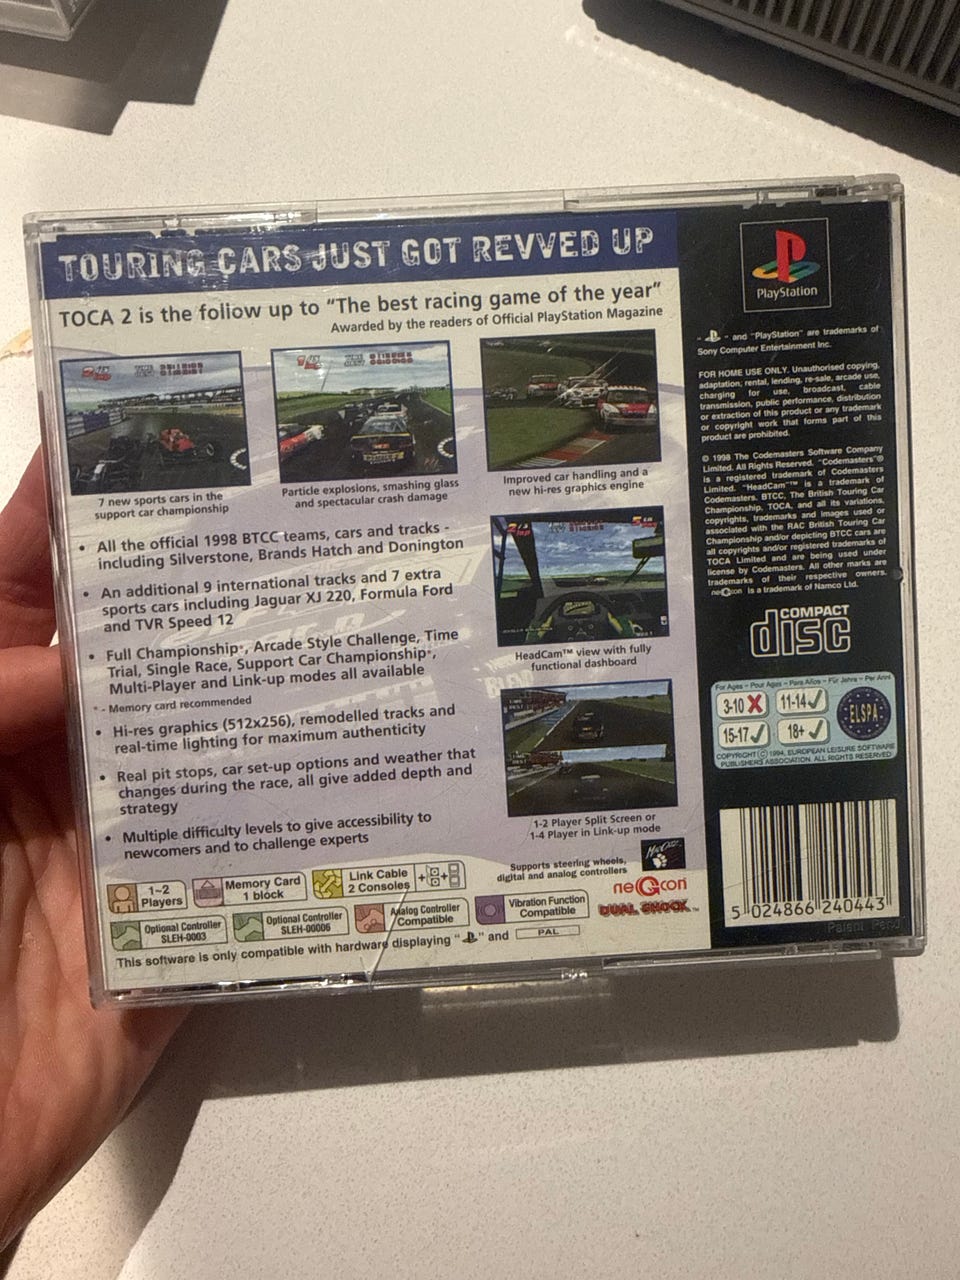 TOURING CARS JUST GOT REVVED UP
TOCA 2 is the follow up to “The best racing game of the year”
Awarded by the readers of Official PlayStation Magazine
7 new sports cars in the
support car championship
Particle explosions, smashing glass
and spectacular crash damage
Improved car handling and a
new hi-res graphics engine
• All the official 1998 BTCC teams, cars and tracks -
including Silverstone, Brands Hatch and Donington
• An additional 9 international tracks and 7 extra
sports cars including Jaguar XJ 220, Formula Ford
and TVR Speed 12
• Full Championship*, Arcade Style Challenge, Time
Trial, Single Race, Support Car Championship*,
Multi-Player and Link-up modes all available
* - Memory card recommended
• Hi-res graphics (512x256), remodelled tracks and
real-time lighting for maximum authenticity
• Real pit stops, car set-up options and weather that
changes during the race, all give added depth and
strategy
• Multiple difficulty levels to give accessibility to
newcomers and to challenge experts
HeadCam™ view with fully
functional dashboard
1-2 Player Split Screen or
1-4 Player in Link-up mode
Supports steering wheels,
digital and analog controllers
MadCatz
neGcon
DUAL SHOCK™
1~2
Players
Memory Card
1 block
Link Cable
2 Consoles
Optional Controller
SLEH-0003
Optional Controller
SLEH-00006
Analog Controller
Compatible
Vibration Function
Compatible
This software is only compatible with hardware displaying “ ” and PAL
PlayStation
“ ” and “PlayStation” are trademarks of
Sony Computer Entertainment Inc.
FOR HOME USE ONLY. Unauthorised copying,
adaptation, rental, lending, re-sale, arcade use,
charging for use, broadcast, cable
transmission, public performance, distribution
or extraction of this product or any trademark
or copyright work that forms part of this
product are prohibited.
© 1998 The Codemasters Software Company
Limited. All Rights Reserved. “Codemasters”®
is a registered trademark of Codemasters
Limited. “HeadCam”™ is a trademark of
Codemasters. BTCC, The British Touring Car
Championship, TOCA, and all its variations,
copyrights, trademarks and images used or
associated with the RAC British Touring Car
Championship and/or depicting BTCC cars are
all copyrights and/or registered trademarks of
TOCA Limited and are being used under
license by Codemasters. All other marks are
trademarks of their respective owners.
neGcon is a trademark of Namco Ltd.
COMPACT
disc
For Ages - Pour Ages - Para Años - Für Jahre - Per Anni
3-10
11-14
15-17
18+
ELSPA
COPYRIGHT © 1994, EUROPEAN LEISURE SOFTWARE
PUBLISHERS ASSOCIATION. ALL RIGHTS RESERVED
5 024866 240443